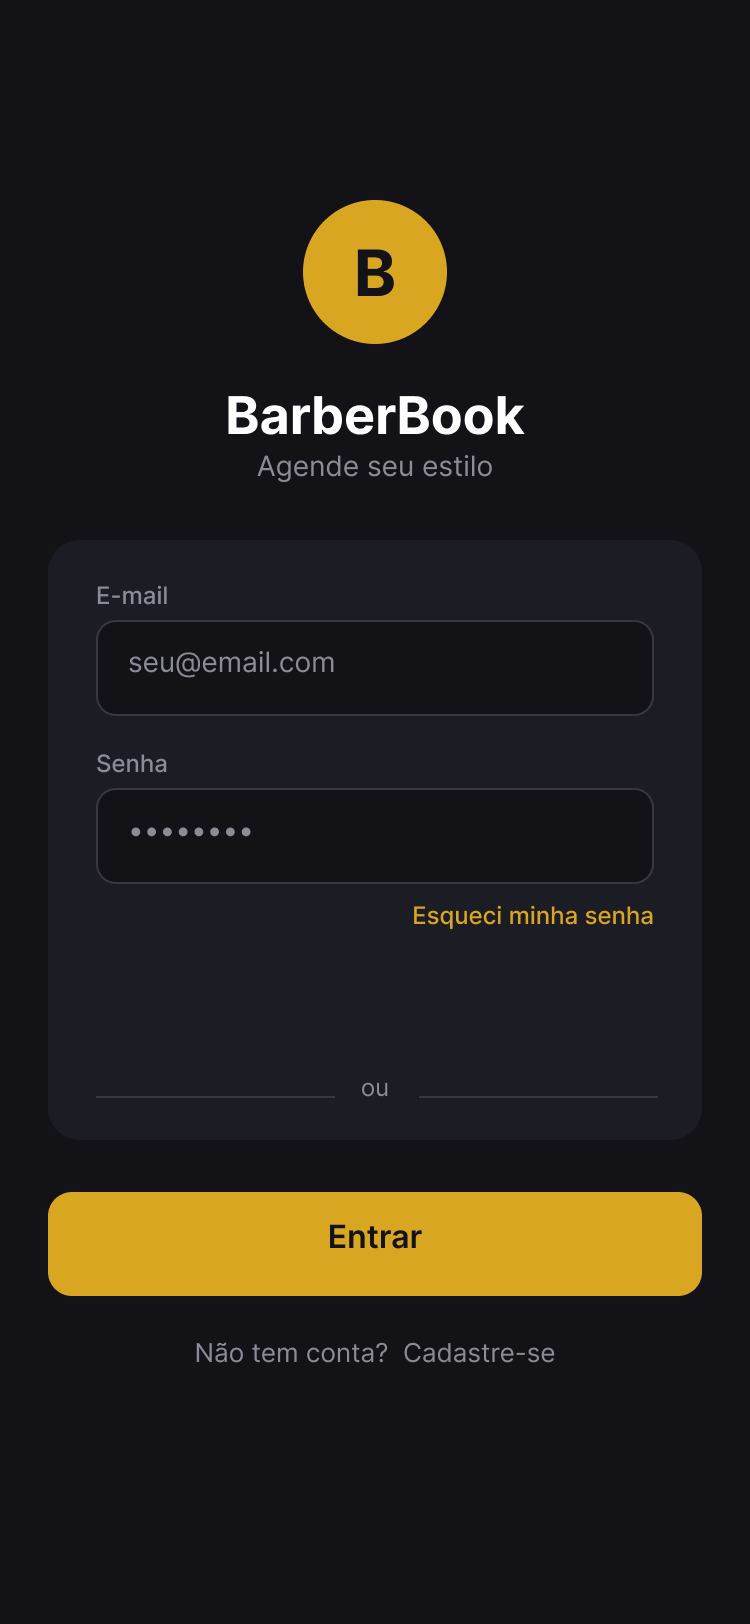 B
BarberBook
Agende seu estilo
E-mail
seu@email.com
Senha
••••••••
Esqueci minha senha
ou
Entrar
Não tem conta? Cadastre-se